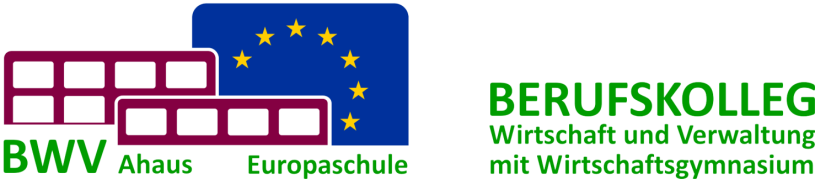 BWV Ahaus Europaschule
BERUFSKOLLEG
Wirtschaft und Verwaltung
mit Wirtschaftsgymnasium